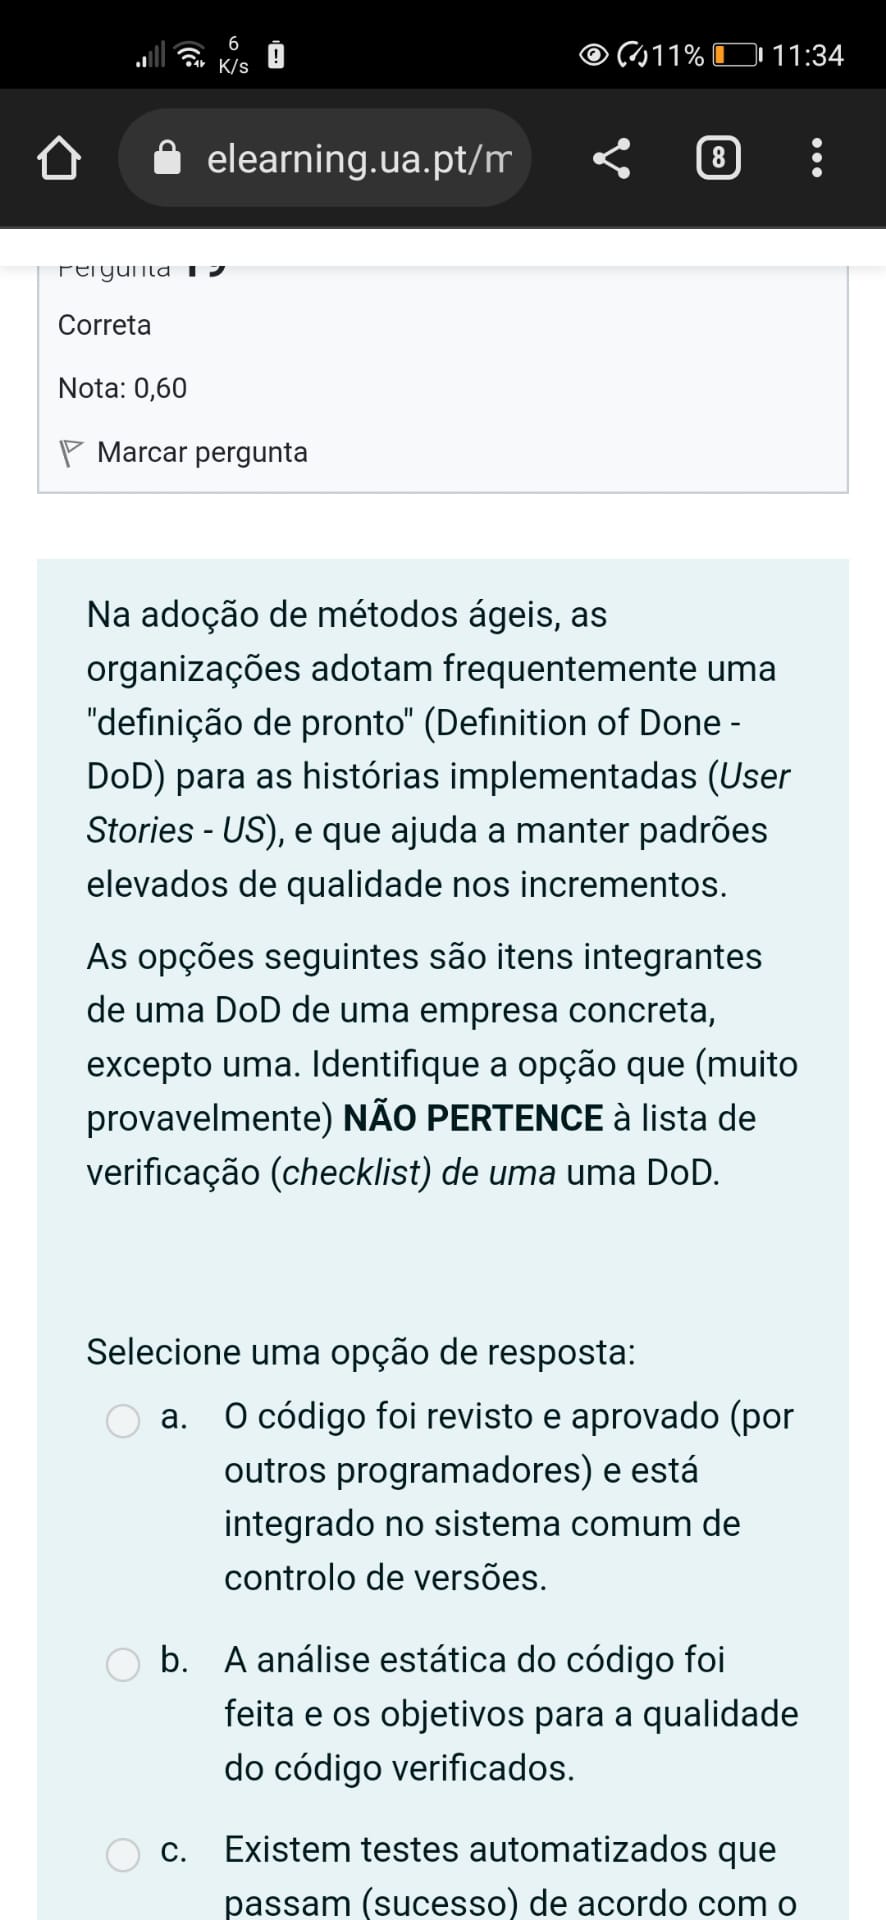 6
K/s
11%
11:34
elearning.ua.pt/m
8
Pergunta 19
Correta
Nota: 0,60
Marcar pergunta
Na adoção de métodos ágeis, as
organizações adotam frequentemente uma
"definição de pronto" (Definition of Done -
DoD) para as histórias implementadas (User
Stories - US), e que ajuda a manter padrões
elevados de qualidade nos incrementos.
As opções seguintes são itens integrantes
de uma DoD de uma empresa concreta,
excepto uma. Identifique a opção que (muito
provavelmente) NÃO PERTENCE à lista de
verificação (checklist) de uma uma DoD.
Selecione uma opção de resposta:
a. O código foi revisto e aprovado (por
outros programadores) e está
integrado no sistema comum de
controlo de versões.
b. A análise estática do código foi
feita e os objetivos para a qualidade
do código verificados.
c. Existem testes automatizados que
passam (sucesso) de acordo com o